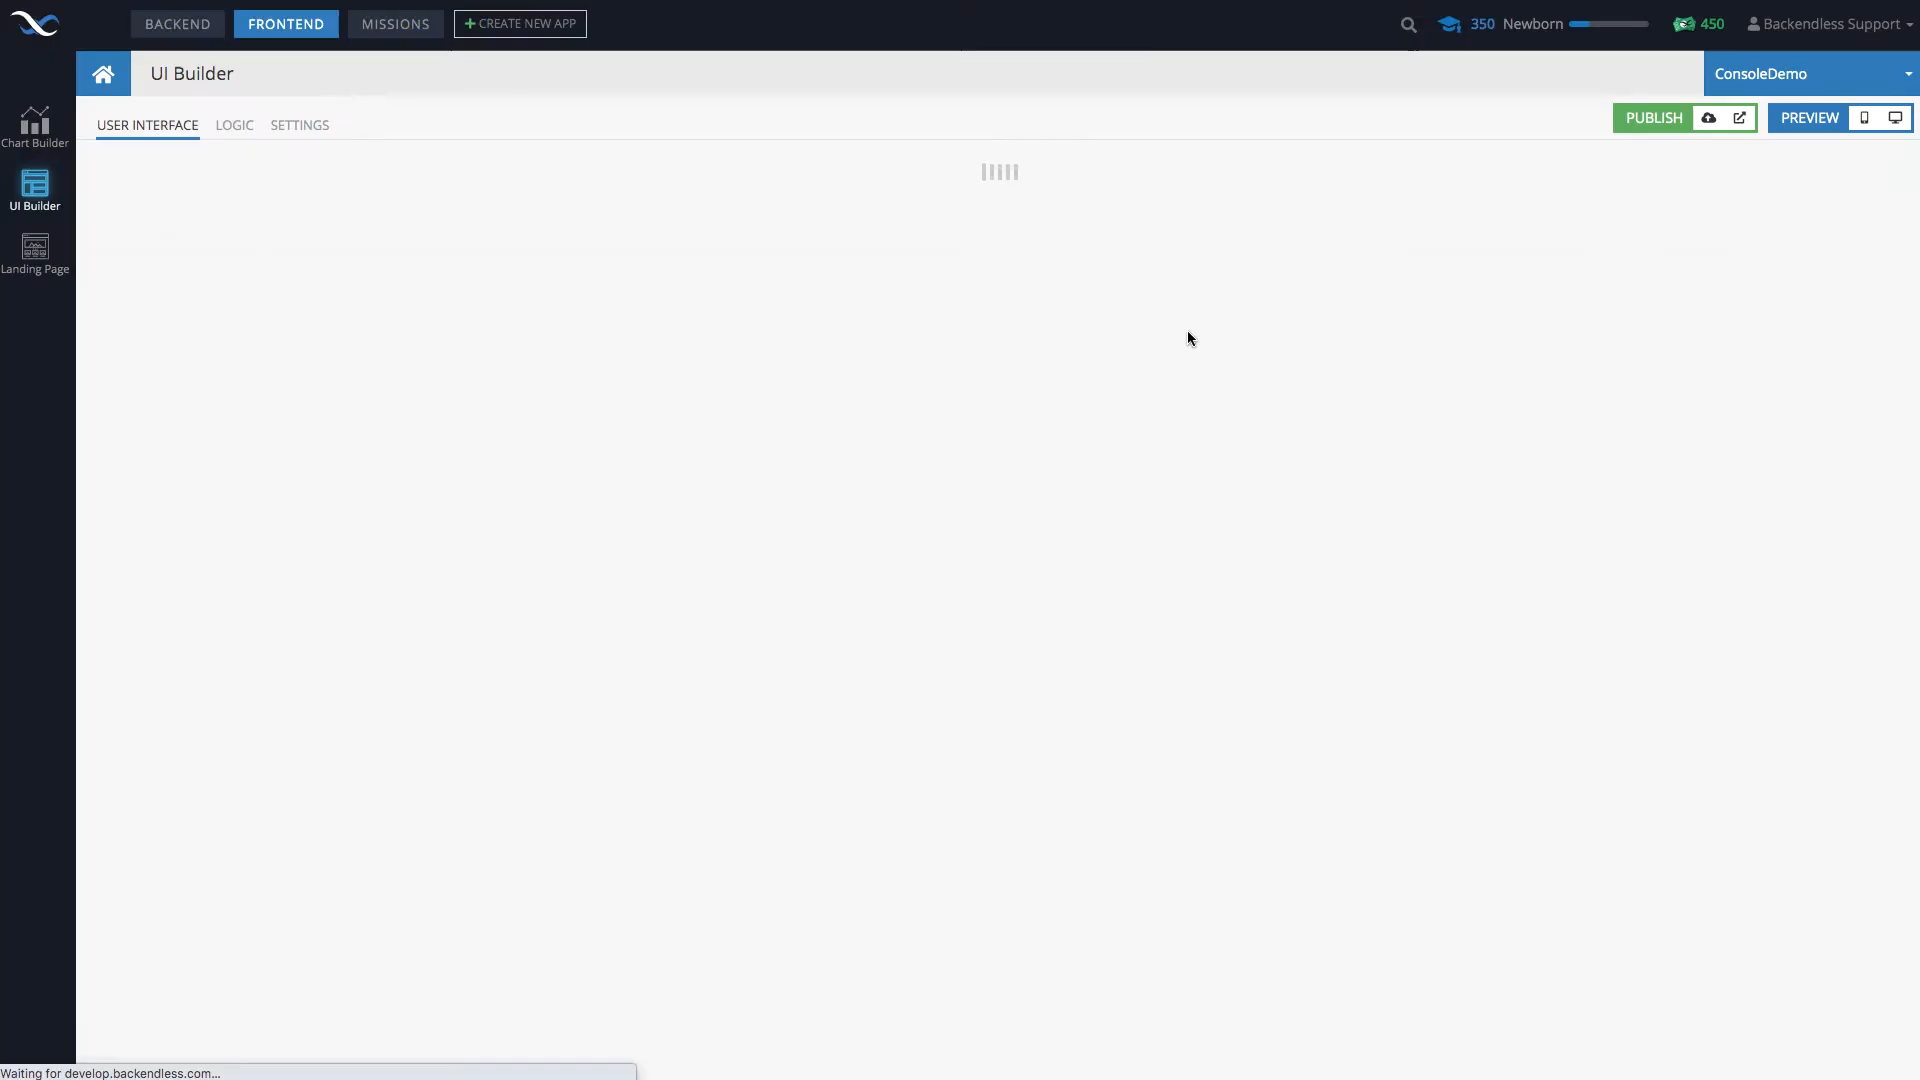 BACKEND FRONTEND MISSIONS + CREATE NEW APP 350 Newborn 450 Backendless Support
UI Builder ConsoleDemo
USER INTERFACE LOGIC SETTINGS PUBLISH PREVIEW
Chart Builder
UI Builder
Landing Page
Waiting for develop.backendless.com...